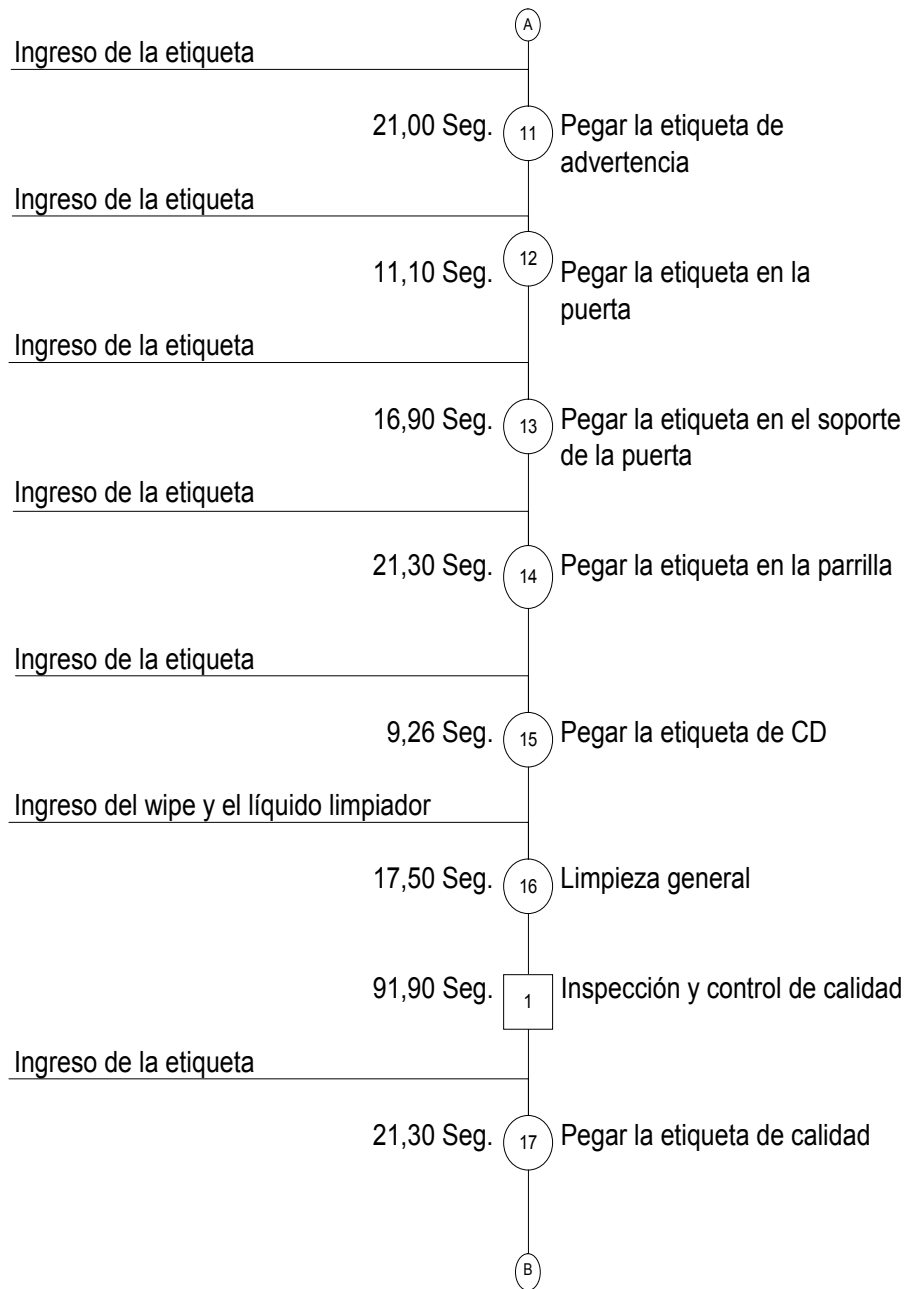 A
Ingreso de la etiqueta
21,00 Seg. 11 Pegar la etiqueta de
advertencia
Ingreso de la etiqueta
11,10 Seg. 12 Pegar la etiqueta en la
puerta
Ingreso de la etiqueta
16,90 Seg. 13 Pegar la etiqueta en el soporte
de la puerta
Ingreso de la etiqueta
21,30 Seg. 14 Pegar la etiqueta en la parrilla
Ingreso de la etiqueta
9,26 Seg. 15 Pegar la etiqueta de CD
Ingreso del wipe y el líquido limpiador
17,50 Seg. 16 Limpieza general
91,90 Seg. 1 Inspección y control de calidad
Ingreso de la etiqueta
21,30 Seg. 17 Pegar la etiqueta de calidad
B